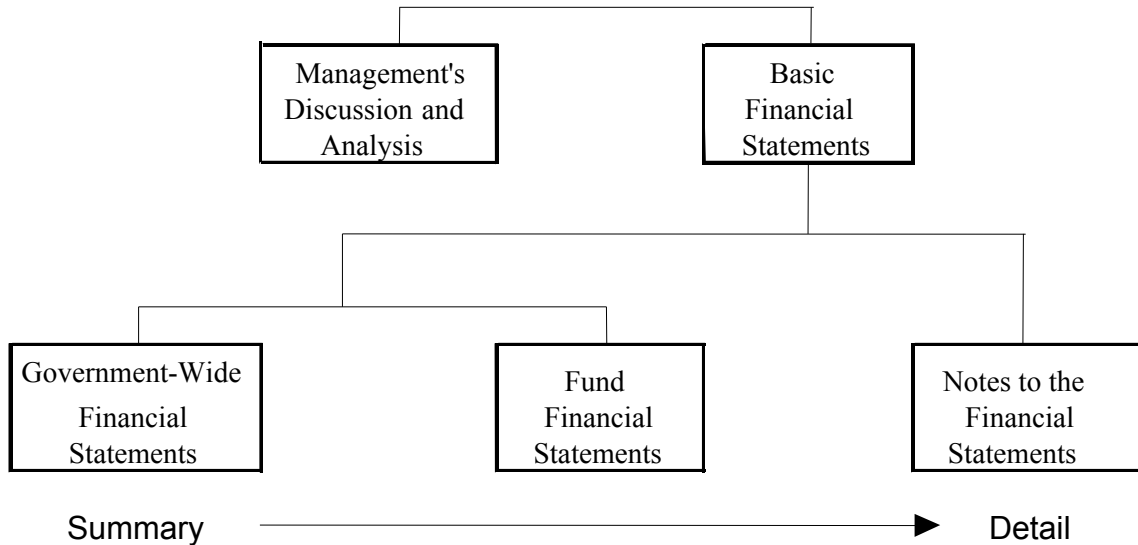 Management's
Discussion and
Analysis
Basic
Financial
Statements
Government-Wide
Financial
Statements
Fund
Financial
Statements
Notes to the
Financial
Statements
Summary
Detail